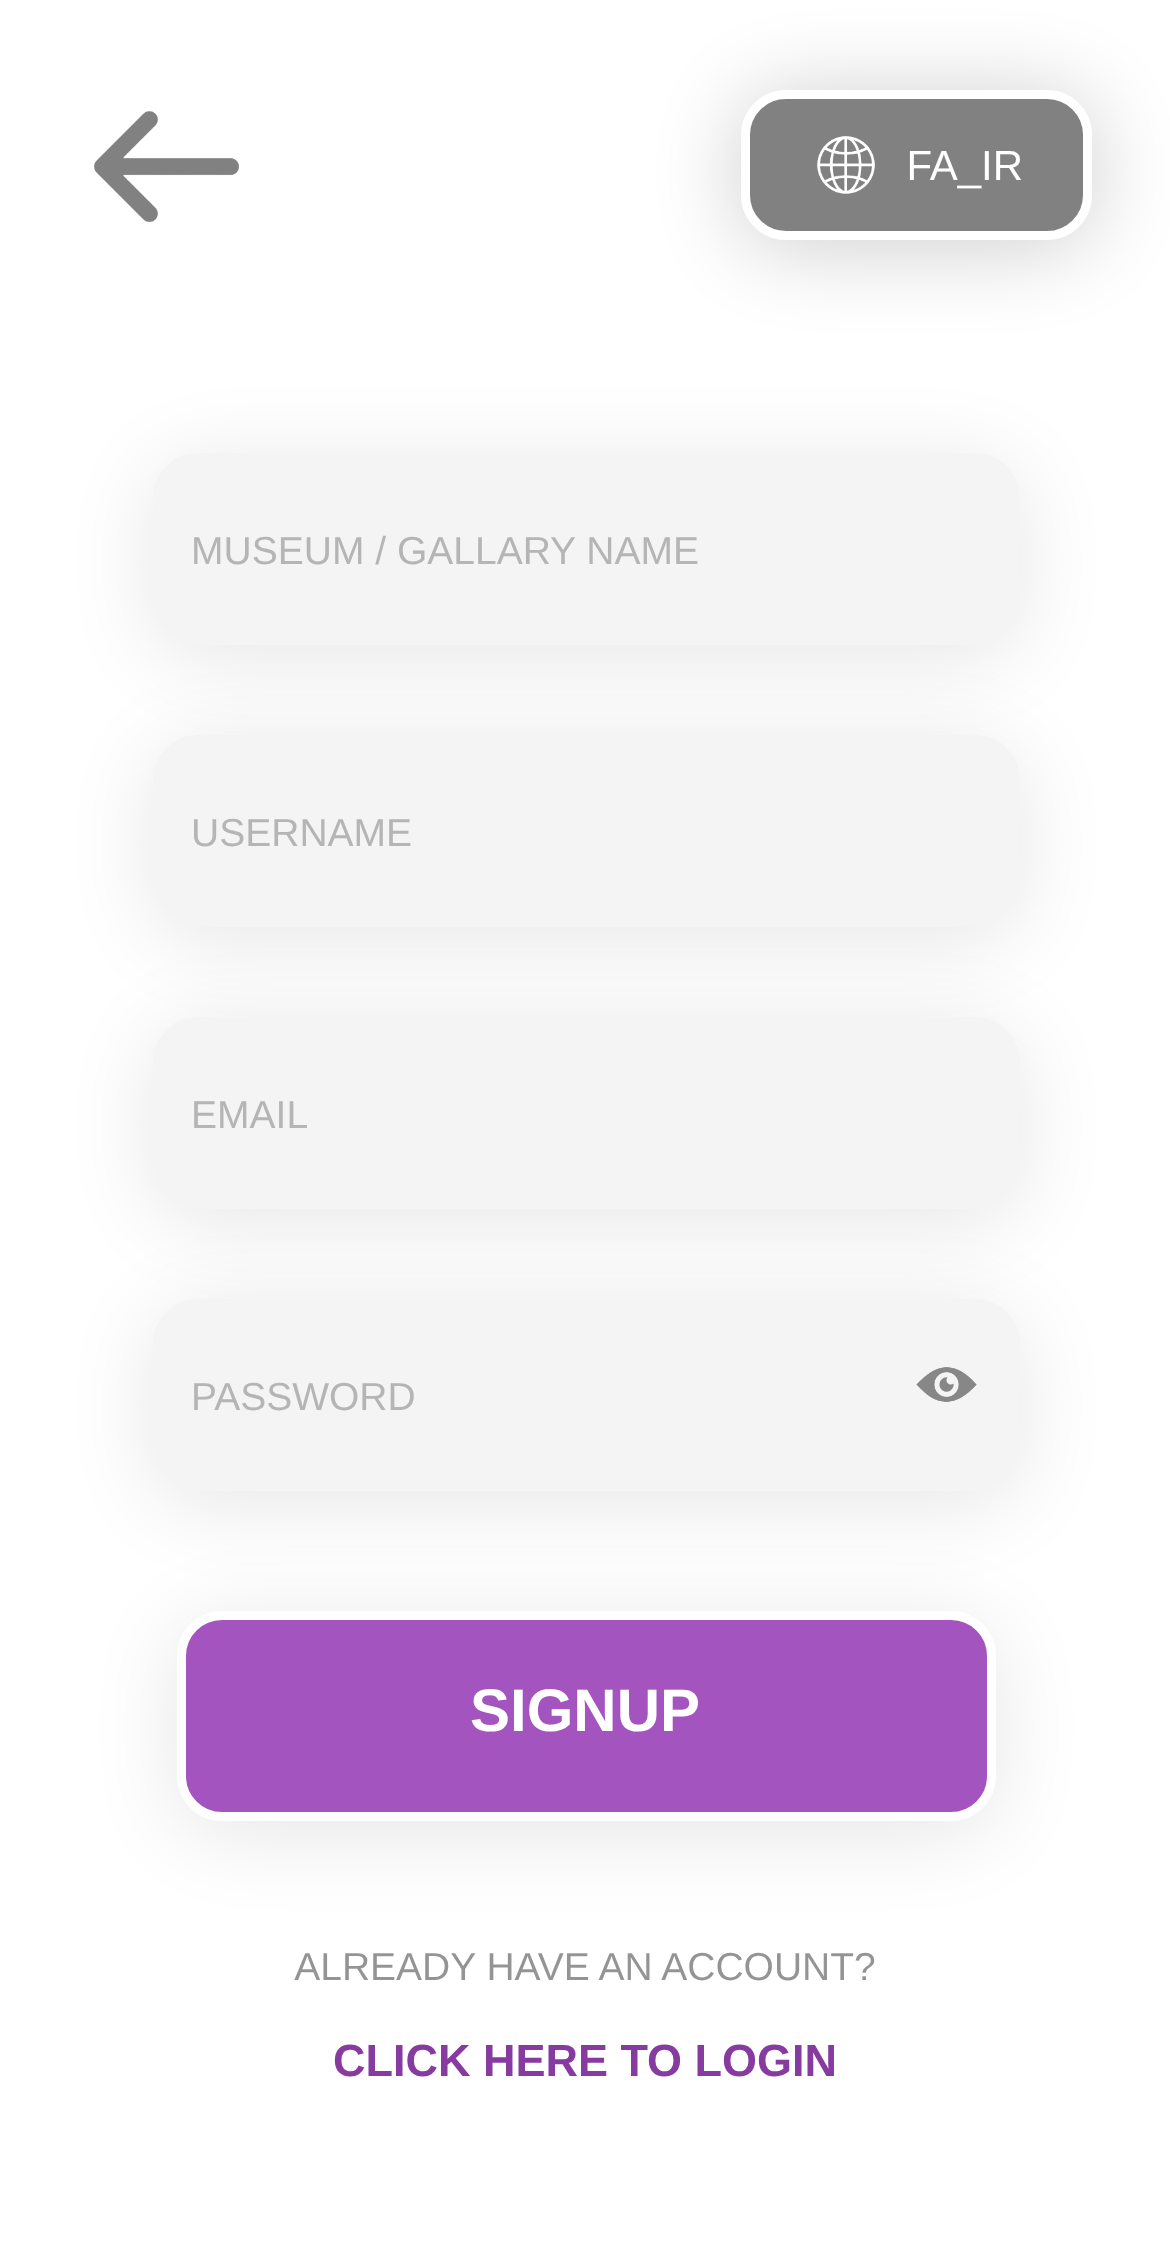 FA_IR
MUSEUM / GALLARY NAME
USERNAME
EMAIL
PASSWORD
SIGNUP
ALREADY HAVE AN ACCOUNT?
CLICK HERE TO LOGIN